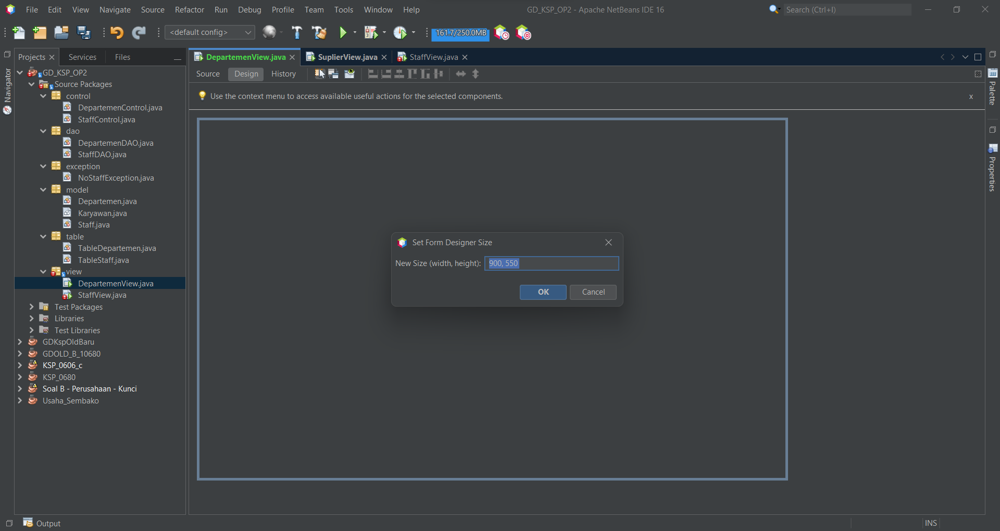 File Edit View Navigate Source Refactor Run Debug Profile Team Tools Window Help
GD_KSP_OP2 - Apache NetBeans IDE 16
Search (Ctrl+I)
<default config>
161.7/250.0MB
Projects
Services
Files
DepartemenView.java
SuplierView.java
StaffView.java
Source
Design
History
Use the context menu to access available useful actions for the selected components.
x
Navigator
GD_KSP_OP2
Source Packages
control
DepartemenControl.java
StaffControl.java
dao
DepartemenDAO.java
StaffDAO.java
exception
NoStaffException.java
model
Departemen.java
Karyawan.java
Staff.java
table
TableDepartemen.java
TableStaff.java
view
DepartemenView.java
StaffView.java
Test Packages
Libraries
Test Libraries
GDKspOldBaru
GDOLD_B_10680
KSP_0606_c
KSP_0680
Soal B - Perusahaan - Kunci
Usaha_Sembako
Set Form Designer Size
New Size (width, height): 900, 550
OK
Cancel
Palette
Properties
Output
INS